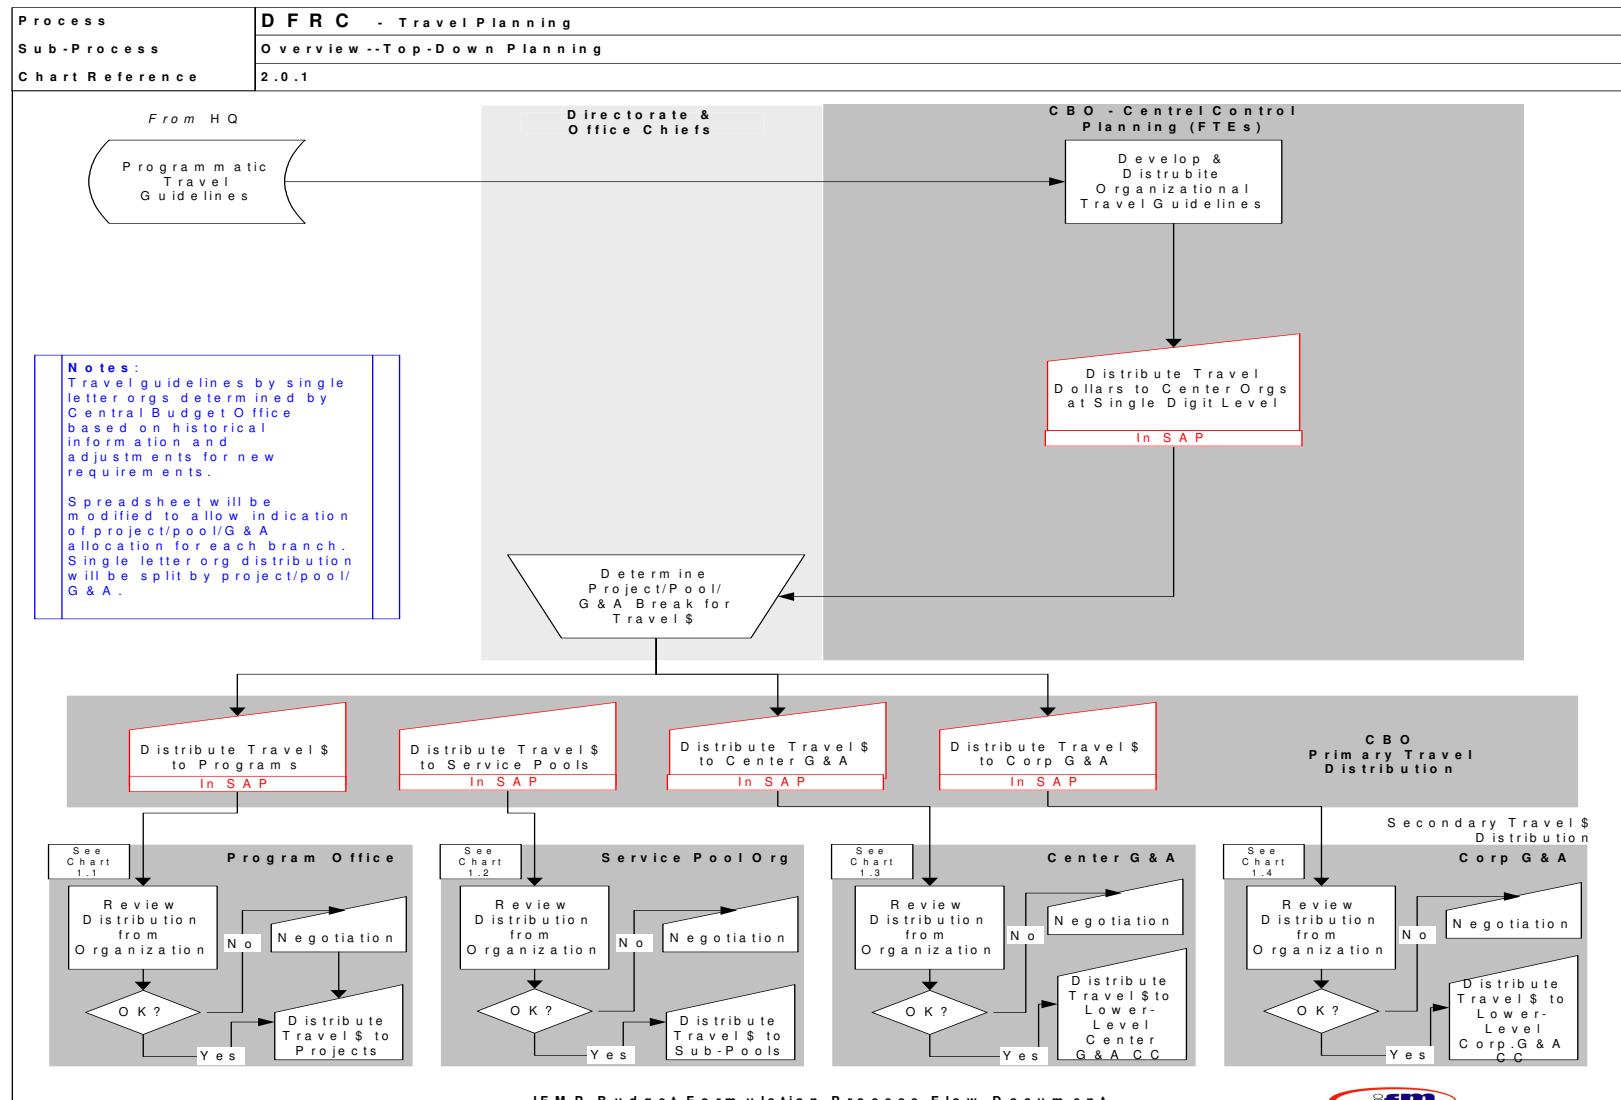 Process
DFRC - Travel Planning
Sub-Process
Overview--Top-Down Planning
Chart Reference
2.0.1
From HQ
Programmatic
Travel
Guidelines
Directorate &
Office Chiefs
CBO - Centrel Control
Planning (FTEs)
Develop &
Distrubite
Organizational
Travel Guidelines
Distribute Travel
Dollars to Center Orgs
at Single Digit Level
In SAP
Notes:
Travel guidelines by single
letter orgs determined by
Central Budget Office
based on historical
information and
adjustments for new
requirements.
Spreadsheet will be
modified to allow indication
of project/pool/G&A
allocation for each branch.
Single letter org distribution
will be split by project/pool/
G&A.
Determine
Project/Pool/
G&A Break for
Travel $
Distribute Travel $
to Programs
In SAP
Distribute Travel $
to Service Pools
In SAP
Distribute Travel $
to Center G&A
In SAP
Distribute Travel $
to Corp G&A
In SAP
CBO
Primary Travel
Distribution
Secondary Travel $
Distribution
See
Chart
1.1
Program Office
Review
Distribution
from
Organization
No
Negotiation
OK?
Yes
Distribute
Travel $ to
Projects
See
Chart
1.2
Service Pool Org
Review
Distribution
from
Organization
No
Negotiation
OK?
Yes
Distribute
Travel $ to
Sub-Pools
See
Chart
1.3
Center G&A
Review
Distribution
from
Organization
No
Negotiation
OK?
Yes
Distribute
Travel $ to
Lower-
Level
Center
G&A CC
See
Chart
1.4
Corp G&A
Review
Distribution
from
Organization
No
Negotiation
OK?
Yes
Distribute
Travel $ to
Lower-
Level
Corp.G&A
CC
IFMP Budget Formulation Process Flow Document
ifm